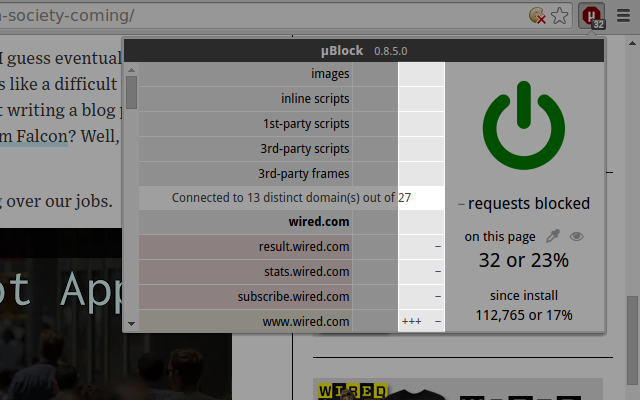 -society-coming/
32
I guess eventual
s like a difficult
t writing a blog
m Falcon? Well,
g over our jobs.
ot App
µBlock 0.8.5.0
images
inline scripts
1st-party scripts
3rd-party scripts
3rd-party frames
Connected to 13 distinct domain(s) out of 27
wired.com
result.wired.com –
stats.wired.com –
subscribe.wired.com –
www.wired.com +++ –
– requests blocked
on this page
32 or 23%
since install
112,765 or 17%
WIRED